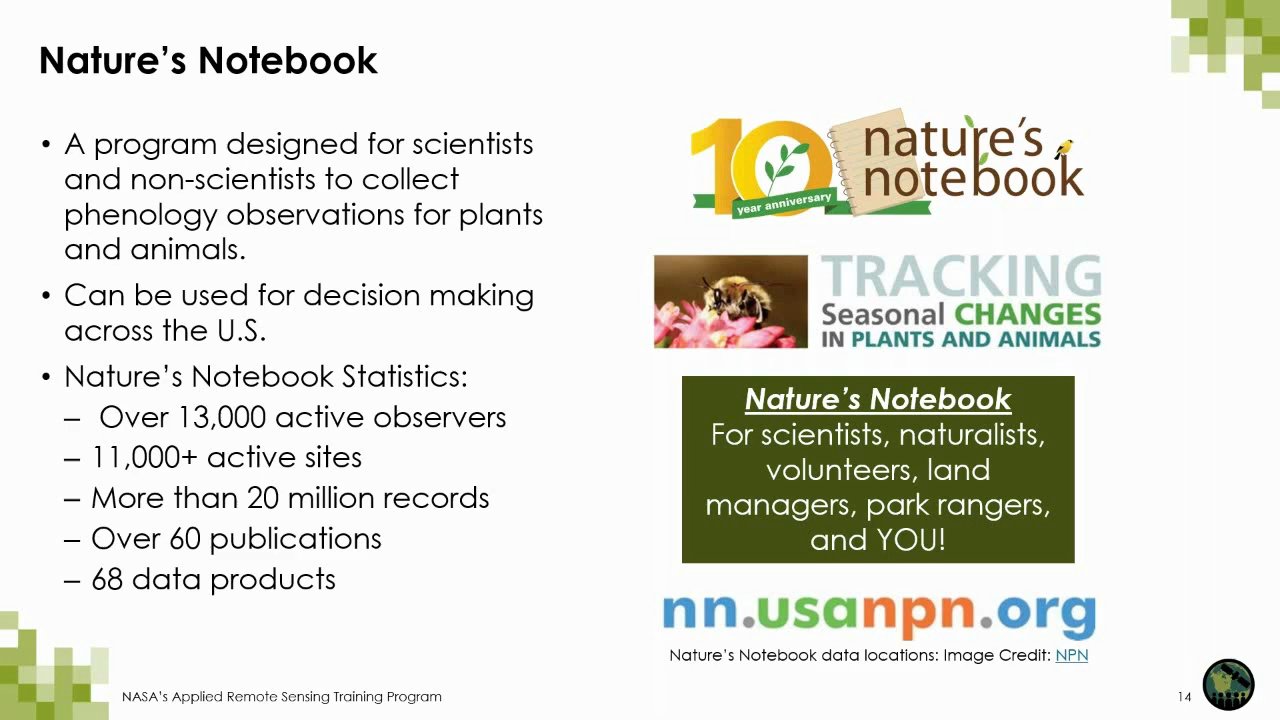 Nature's Notebook
• A program designed for scientists
and non-scientists to collect
phenology observations for plants
and animals.
• Can be used for decision making
across the U.S.
• Nature's Notebook Statistics:
– Over 13,000 active observers
– 11,000+ active sites
– More than 20 million records
– Over 60 publications
– 68 data products
10
year anniversary
nature's
notebook
TRACKING
Seasonal CHANGES
IN PLANTS AND ANIMALS
Nature's Notebook
For scientists, naturalists,
volunteers, land
managers, park rangers,
and YOU!
nn.usanpn.org
Nature's Notebook data locations: Image Credit: NPN
NASA's Applied Remote Sensing Training Program
14